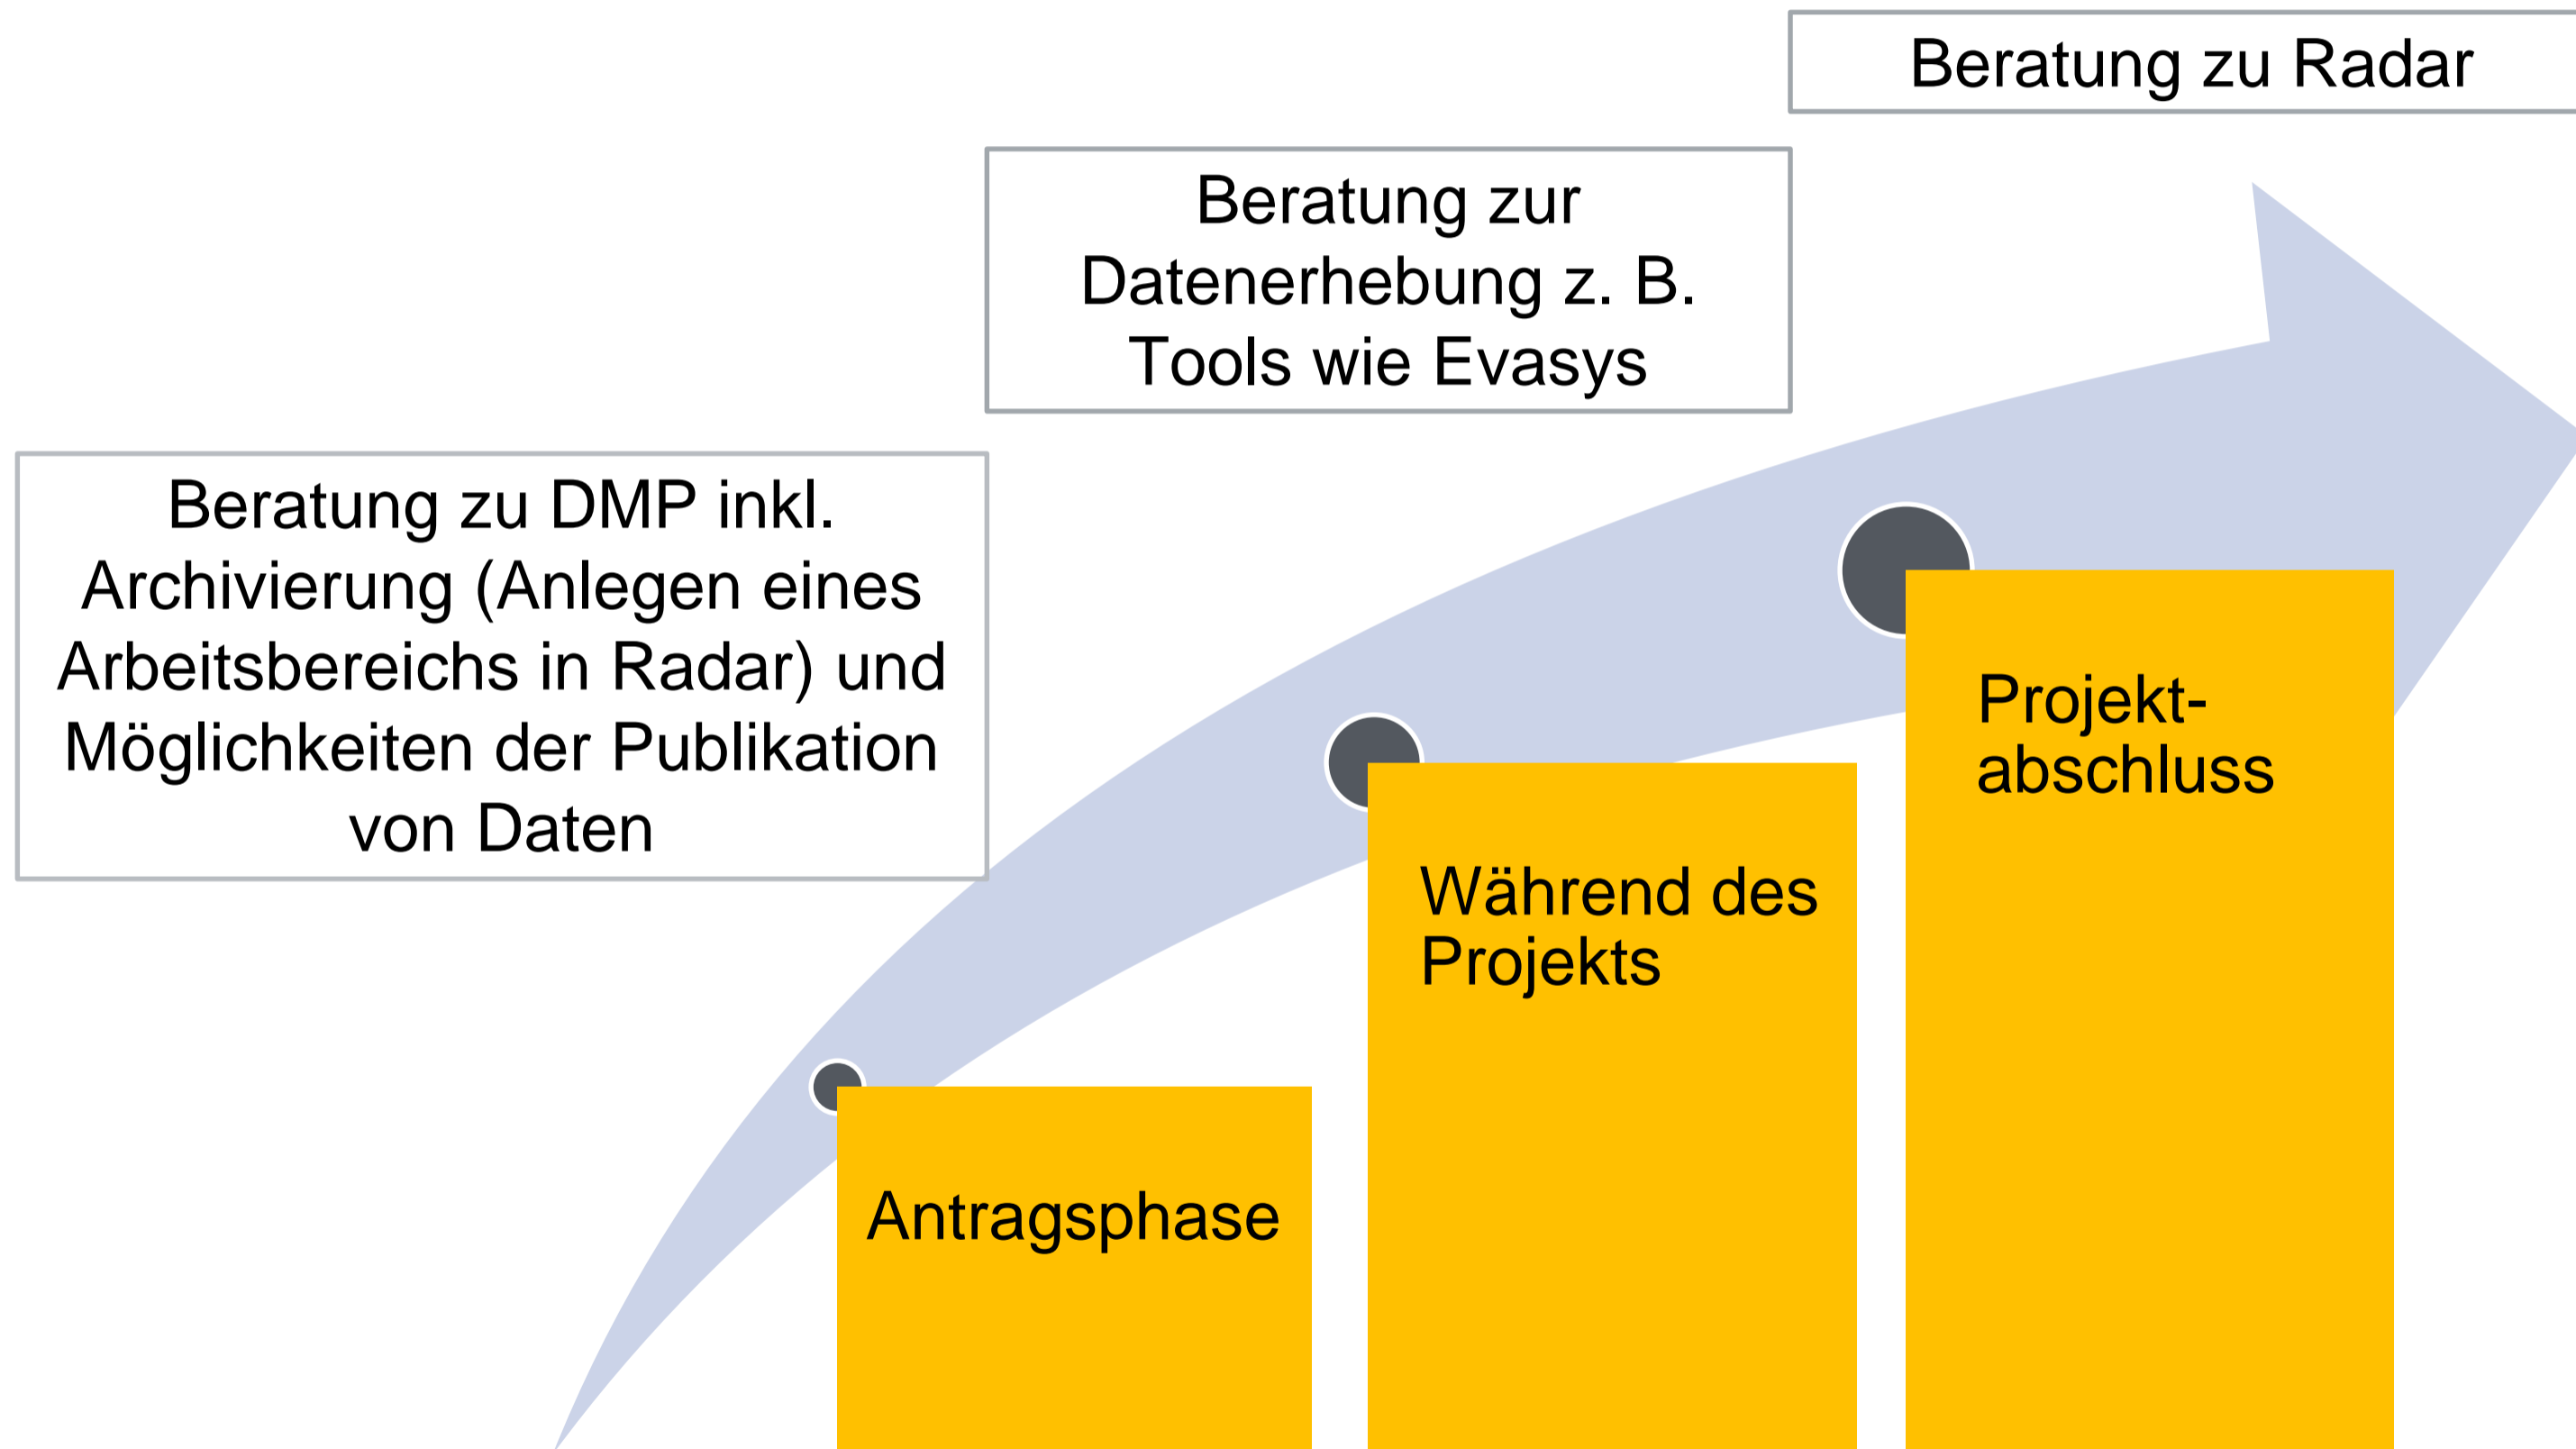 Beratung zu Radar
Beratung zur
Datenerhebung z. B.
Tools wie Evasys
Beratung zu DMP inkl.
Archivierung (Anlegen eines
Arbeitsbereichs in Radar) und
Möglichkeiten der Publikation
von Daten
Projekt-
abschluss
Während des
Projekts
Antragsphase